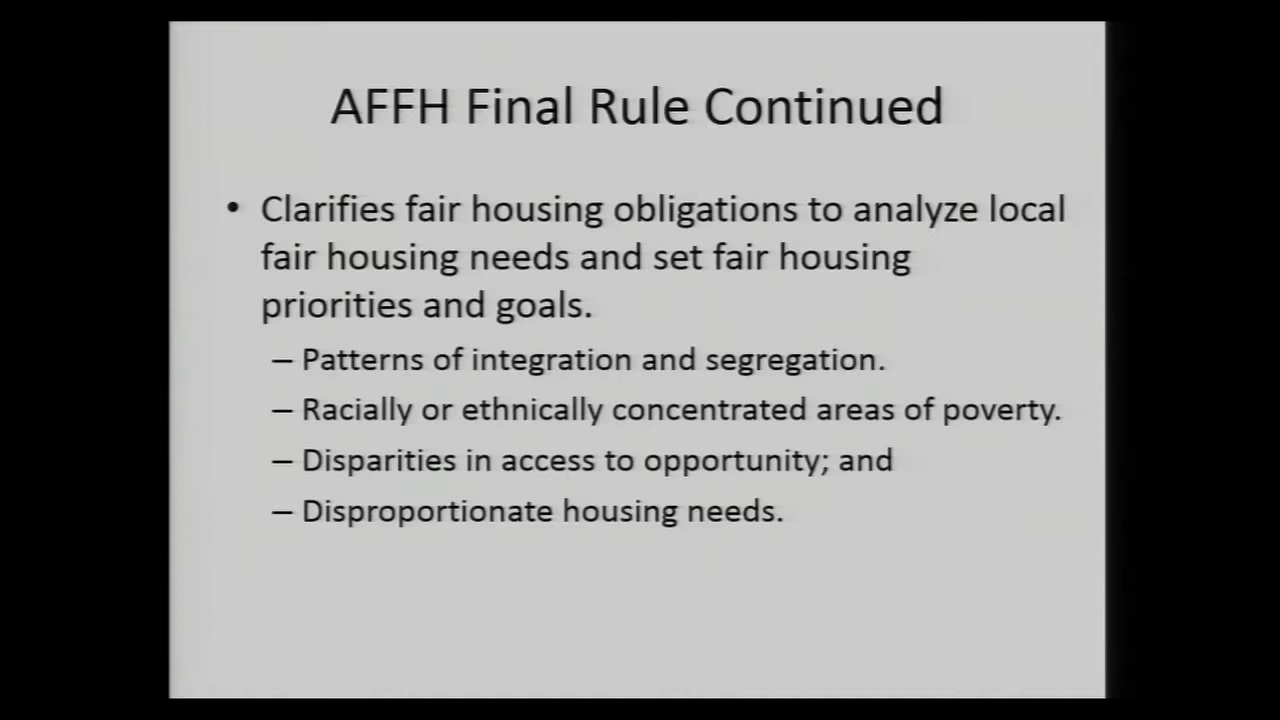 AFFH Final Rule Continued
• Clarifies fair housing obligations to analyze local
fair housing needs and set fair housing
priorities and goals.
– Patterns of integration and segregation.
– Racially or ethnically concentrated areas of poverty.
– Disparities in access to opportunity; and
– Disproportionate housing needs.